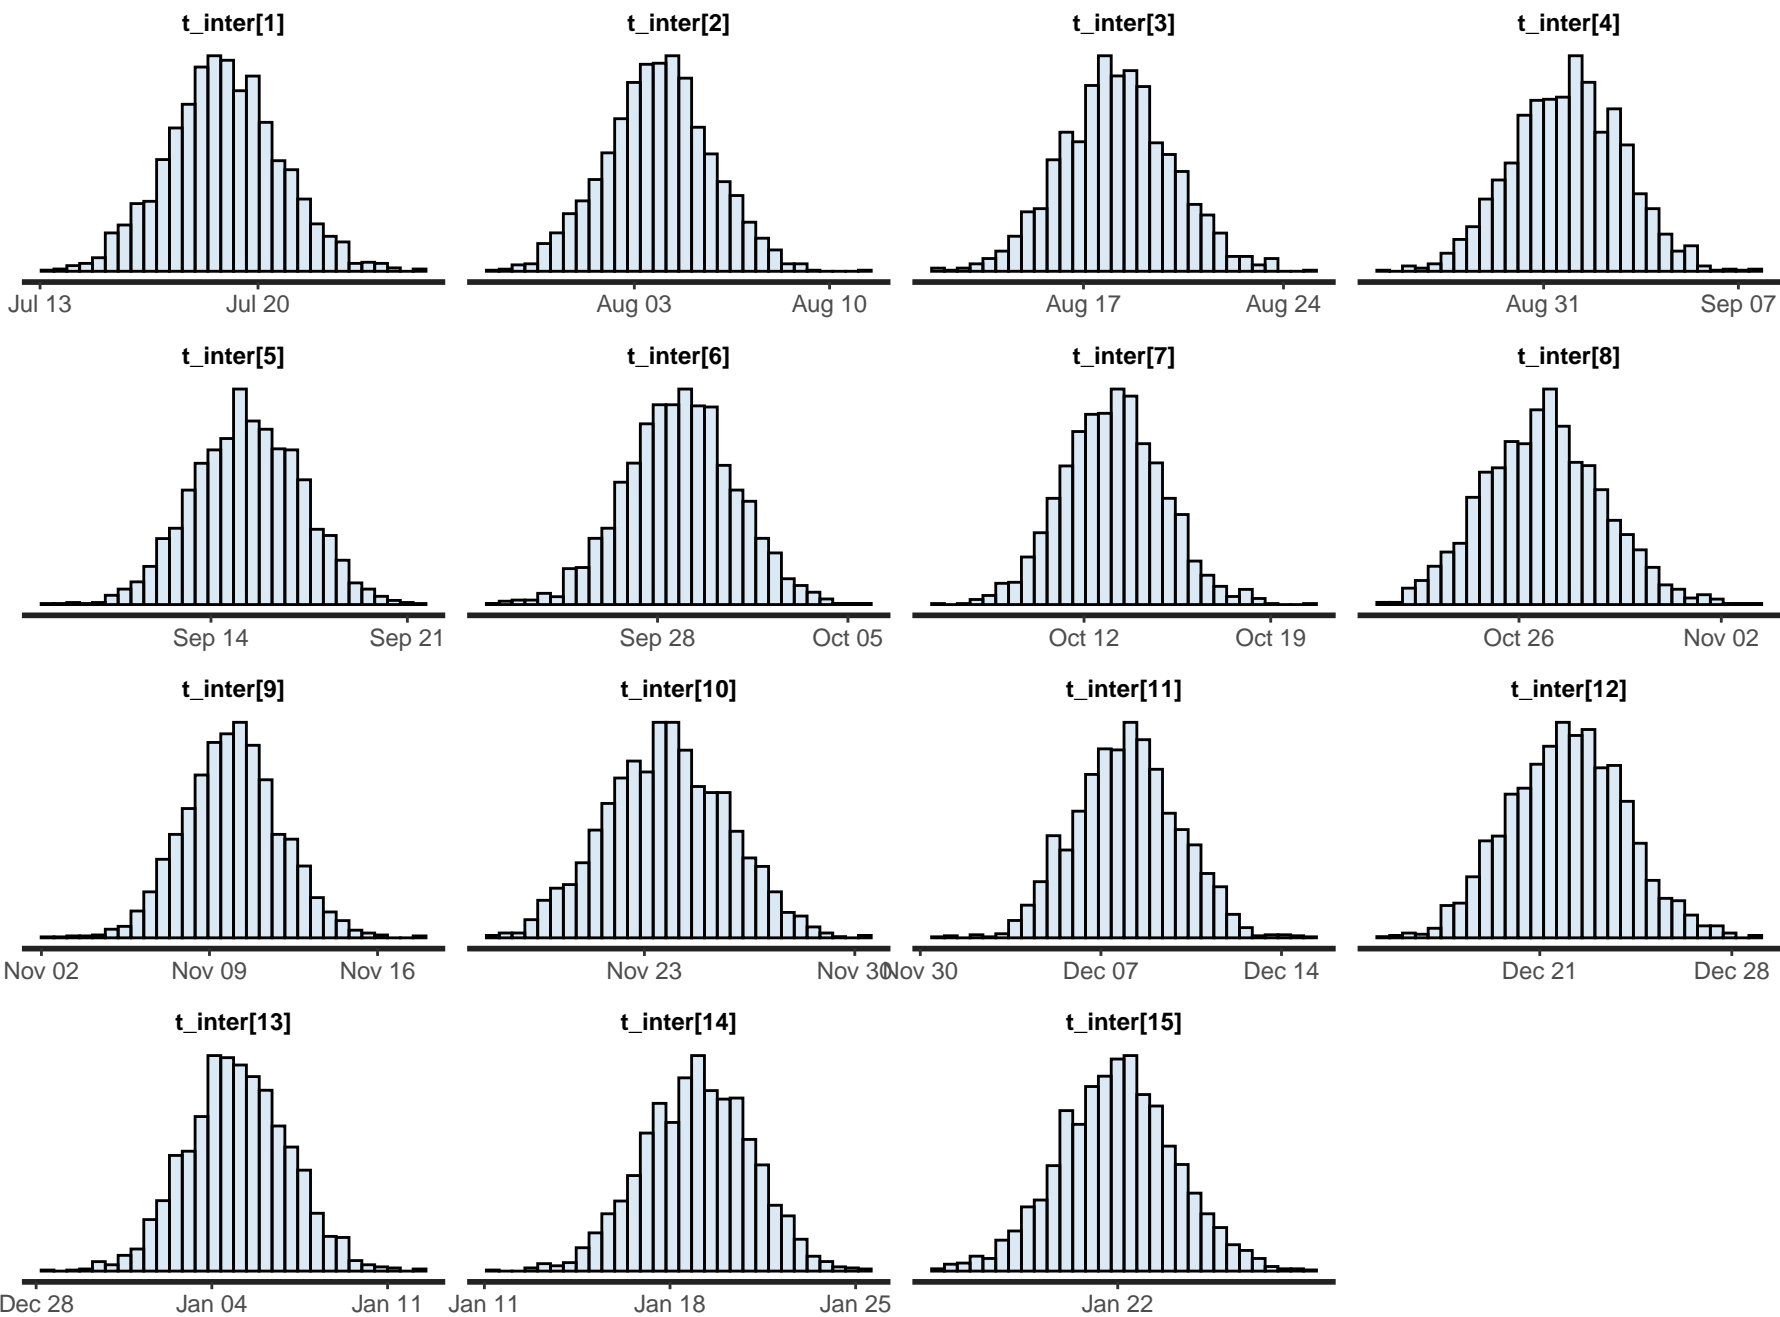 t_inter[1] t_inter[2] t_inter[3] t_inter[4]
Jul 13 Jul 20 Aug 03 Aug 10 Aug 17 Aug 24 Aug 31 Sep 07
t_inter[5] t_inter[6] t_inter[7] t_inter[8]
Sep 14 Sep 21 Sep 28 Oct 05 Oct 12 Oct 19 Oct 26 Nov 02
t_inter[9] t_inter[10] t_inter[11] t_inter[12]
Nov 02 Nov 09 Nov 16 Nov 23 Nov 30 Nov 30 Dec 07 Dec 14 Dec 21 Dec 28
t_inter[13] t_inter[14] t_inter[15]
Dec 28 Jan 04 Jan 11 Jan 11 Jan 18 Jan 25 Jan 22